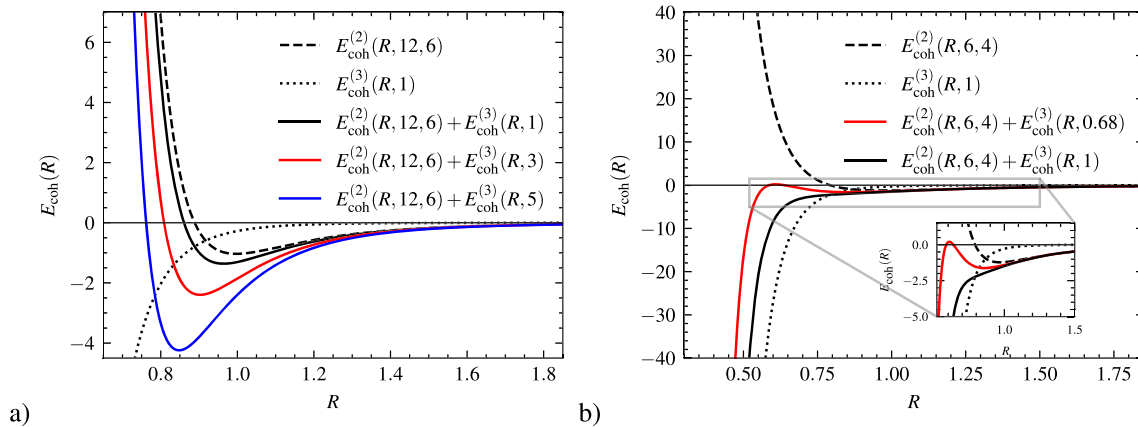 E_coh^(2)(R,12,6)
E_coh^(3)(R,1)
E_coh^(2)(R,12,6) + E_coh^(3)(R,1)
E_coh^(2)(R,12,6) + E_coh^(3)(R,3)
E_coh^(2)(R,12,6) + E_coh^(3)(R,5)
6
4
2
0
−2
−4
E_coh(R)
0.8 1.0 1.2 1.4 1.6 1.8
R
a)
E_coh^(2)(R,6,4)
E_coh^(3)(R,1)
E_coh^(2)(R,6,4) + E_coh^(3)(R,0.68)
E_coh^(2)(R,6,4) + E_coh^(3)(R,1)
40
30
20
10
0
−10
−20
−30
−40
E_coh(R)
0.0
−2.5
−5.0
E_coh(R)
1.0 1.5
R
0.50 0.75 1.00 1.25 1.50 1.75
R
b)